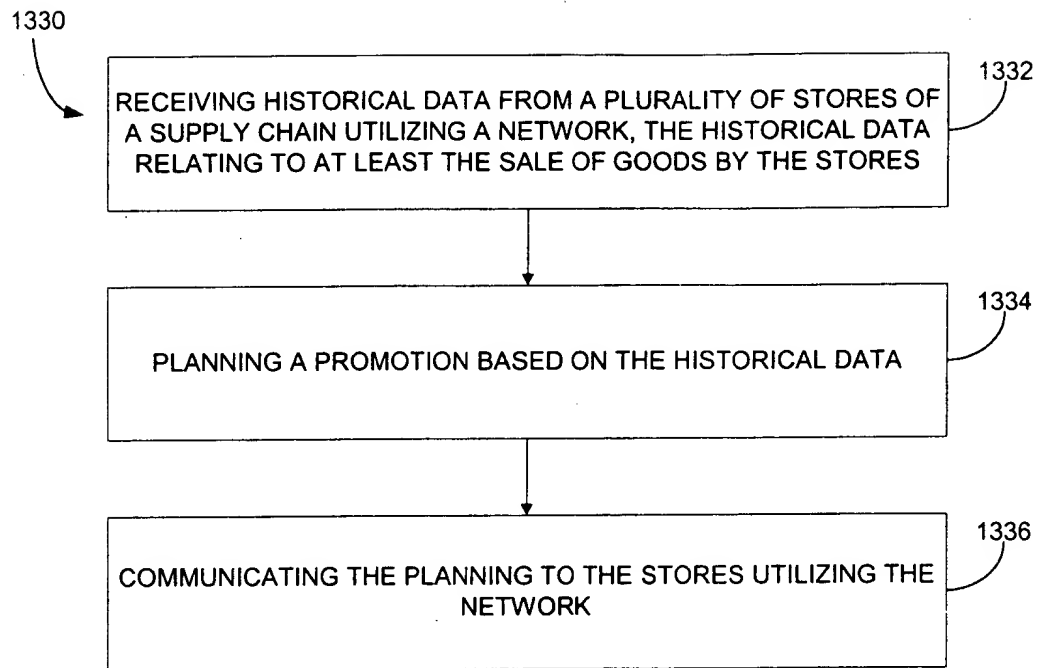 1330
1332
RECEIVING HISTORICAL DATA FROM A PLURALITY OF STORES OF
A SUPPLY CHAIN UTILIZING A NETWORK, THE HISTORICAL DATA
RELATING TO AT LEAST THE SALE OF GOODS BY THE STORES
1334
PLANNING A PROMOTION BASED ON THE HISTORICAL DATA
1336
COMMUNICATING THE PLANNING TO THE STORES UTILIZING THE
NETWORK